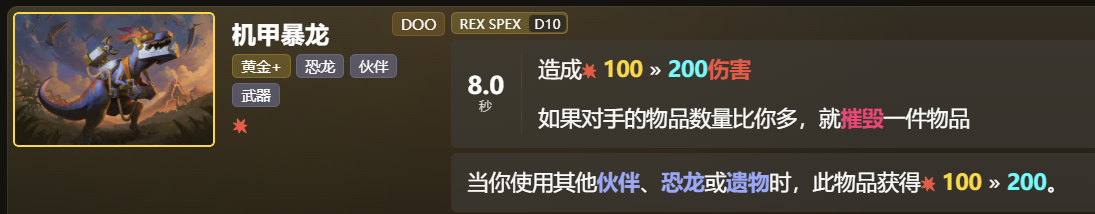 机甲暴龙
DOO
黄金+
恐龙
伙伴
武器
REX SPEX D10
8.0
秒
造成 100 » 200伤害
如果对手的物品数量比你多，就摧毁一件物品
当你使用其他伙伴、恐龙或遗物时，此物品获得 100 » 200。